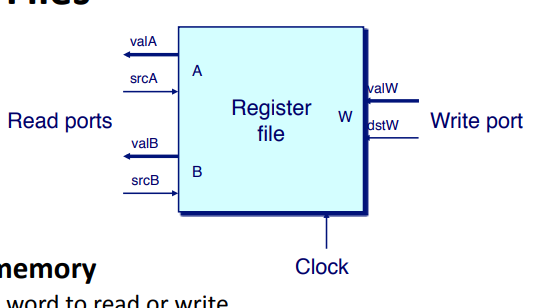 Files
valA
srcA
A
Read ports
Register
file
valB
srcB
B
W
valW
dstW
Write port
Clock
memory
word to read or write